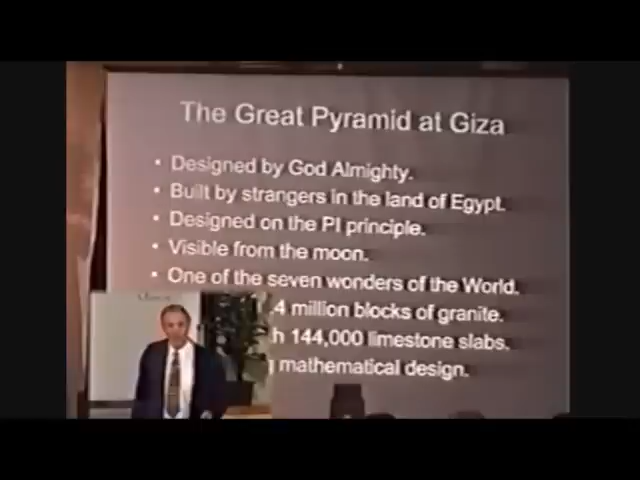 The Great Pyramid at Giza
• Designed by God Almighty.
• Built by strangers in the land of Egypt.
• Designed on the PI principle.
• Visible from the moon.
• One of the seven wonders of the World.
.4 million blocks of granite.
h 144,000 limestone slabs.
mathematical design.